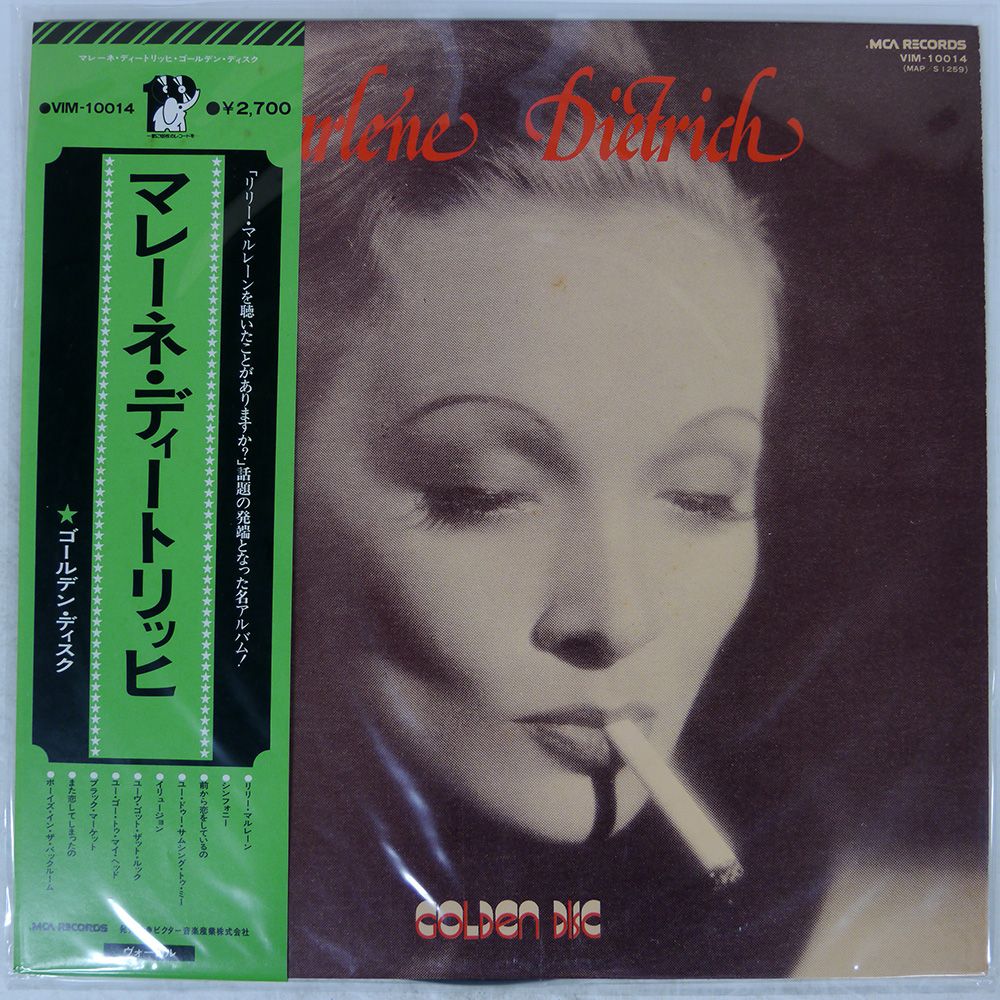 マレーネ・ディートリッヒ・ゴールデン・ディスク
●VIM-10014
●¥2,700
マレーネ・ディートリッヒ
★ゴールデン・ディスク
「リリー・マルレーンを聴いたことがありますか?」話題の発端となった名アルバム!
●リリー・マルレーン
●シンフォニー
●前から恋をしているの
●ユー・ドゥー・サムシング・トゥ・ミー
●イリュージョン
●ユーヴ・ゴット・ザット・ルック
●ユー・ゴー・トゥ・マイ・ヘッド
●ブラック・マーケット
●また恋してしまったの
●ボーイズ・イン・ザ・バックルーム
MCA RECORDS
ビクター音楽産業株式会社
MCA RECORDS
VIM-10014
(MAP/S 1259)
arlene Dietrich
GOLDEN DISC